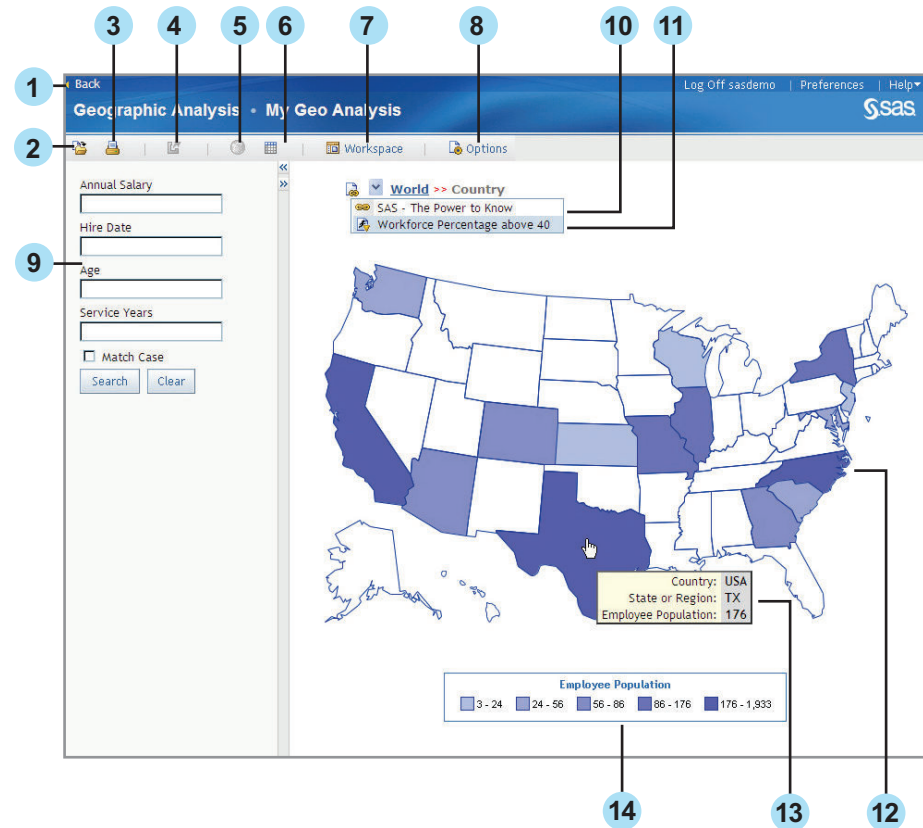 3 4 5 6 7 8 10 11
1 Back Log Off sasdemo | Preferences | Help
Geographic Analysis • My Geo Analysis sas
2 Workspace Options
« 
»
Annual Salary
Hire Date
9 Age
Service Years
Match Case
Search Clear
World >> Country
SAS - The Power to Know
Workforce Percentage above 40
Country: USA
State or Region: TX
Employee Population: 176
Employee Population
3 - 24 24 - 56 56 - 86 86 - 176 176 - 1,933
14 13 12